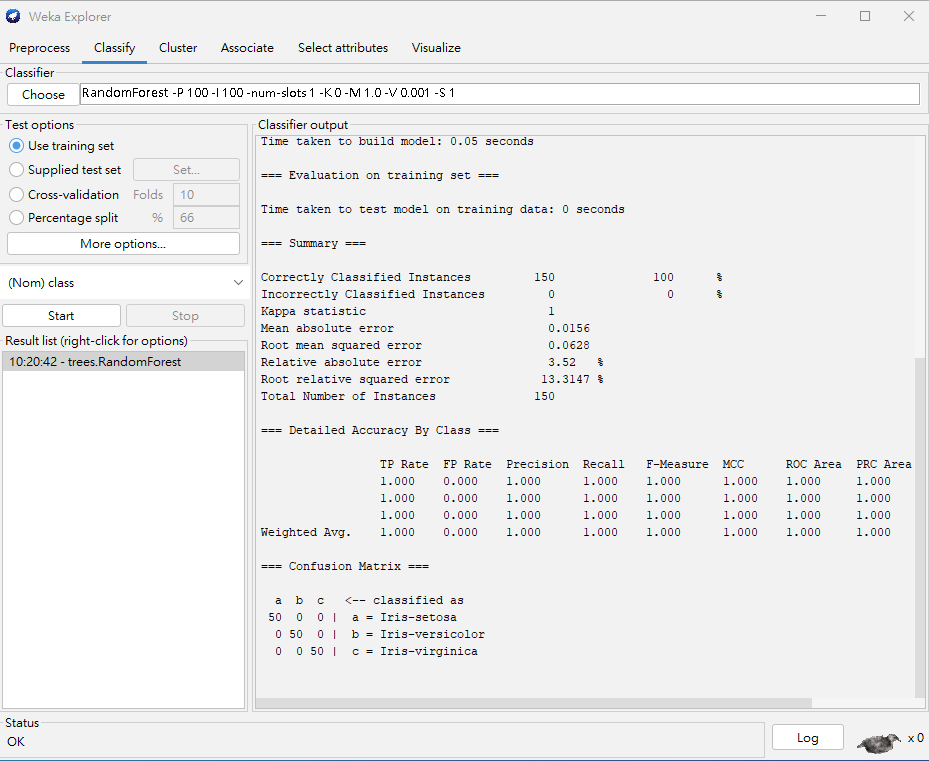 Weka Explorer
Preprocess Classify Cluster Associate Select attributes Visualize
Classifier
Choose RandomForest -P 100 -I 100 -num-slots 1 -K 0 -M 1.0 -V 0.001 -S 1
Test options
Use training set
Supplied test set Set...
Cross-validation Folds 10
Percentage split % 66
More options...
(Nom) class
Start Stop
Result list (right-click for options)
10:20:42 - trees.RandomForest
Classifier output
Time taken to build model: 0.05 seconds
=== Evaluation on training set ===
Time taken to test model on training data: 0 seconds
=== Summary ===
Correctly Classified Instances 150 100 %
Incorrectly Classified Instances 0 0 %
Kappa statistic 1
Mean absolute error 0.0156
Root mean squared error 0.0628
Relative absolute error 3.52 %
Root relative squared error 13.3147 %
Total Number of Instances 150
=== Detailed Accuracy By Class ===
TP Rate FP Rate Precision Recall F-Measure MCC ROC Area PRC Area
1.000 0.000 1.000 1.000 1.000 1.000 1.000 1.000
1.000 0.000 1.000 1.000 1.000 1.000 1.000 1.000
1.000 0.000 1.000 1.000 1.000 1.000 1.000 1.000
Weighted Avg. 1.000 0.000 1.000 1.000 1.000 1.000 1.000 1.000
=== Confusion Matrix ===
a b c <-- classified as
50 0 0 | a = Iris-setosa
0 50 0 | b = Iris-versicolor
0 0 50 | c = Iris-virginica
Status
OK
Log x 0